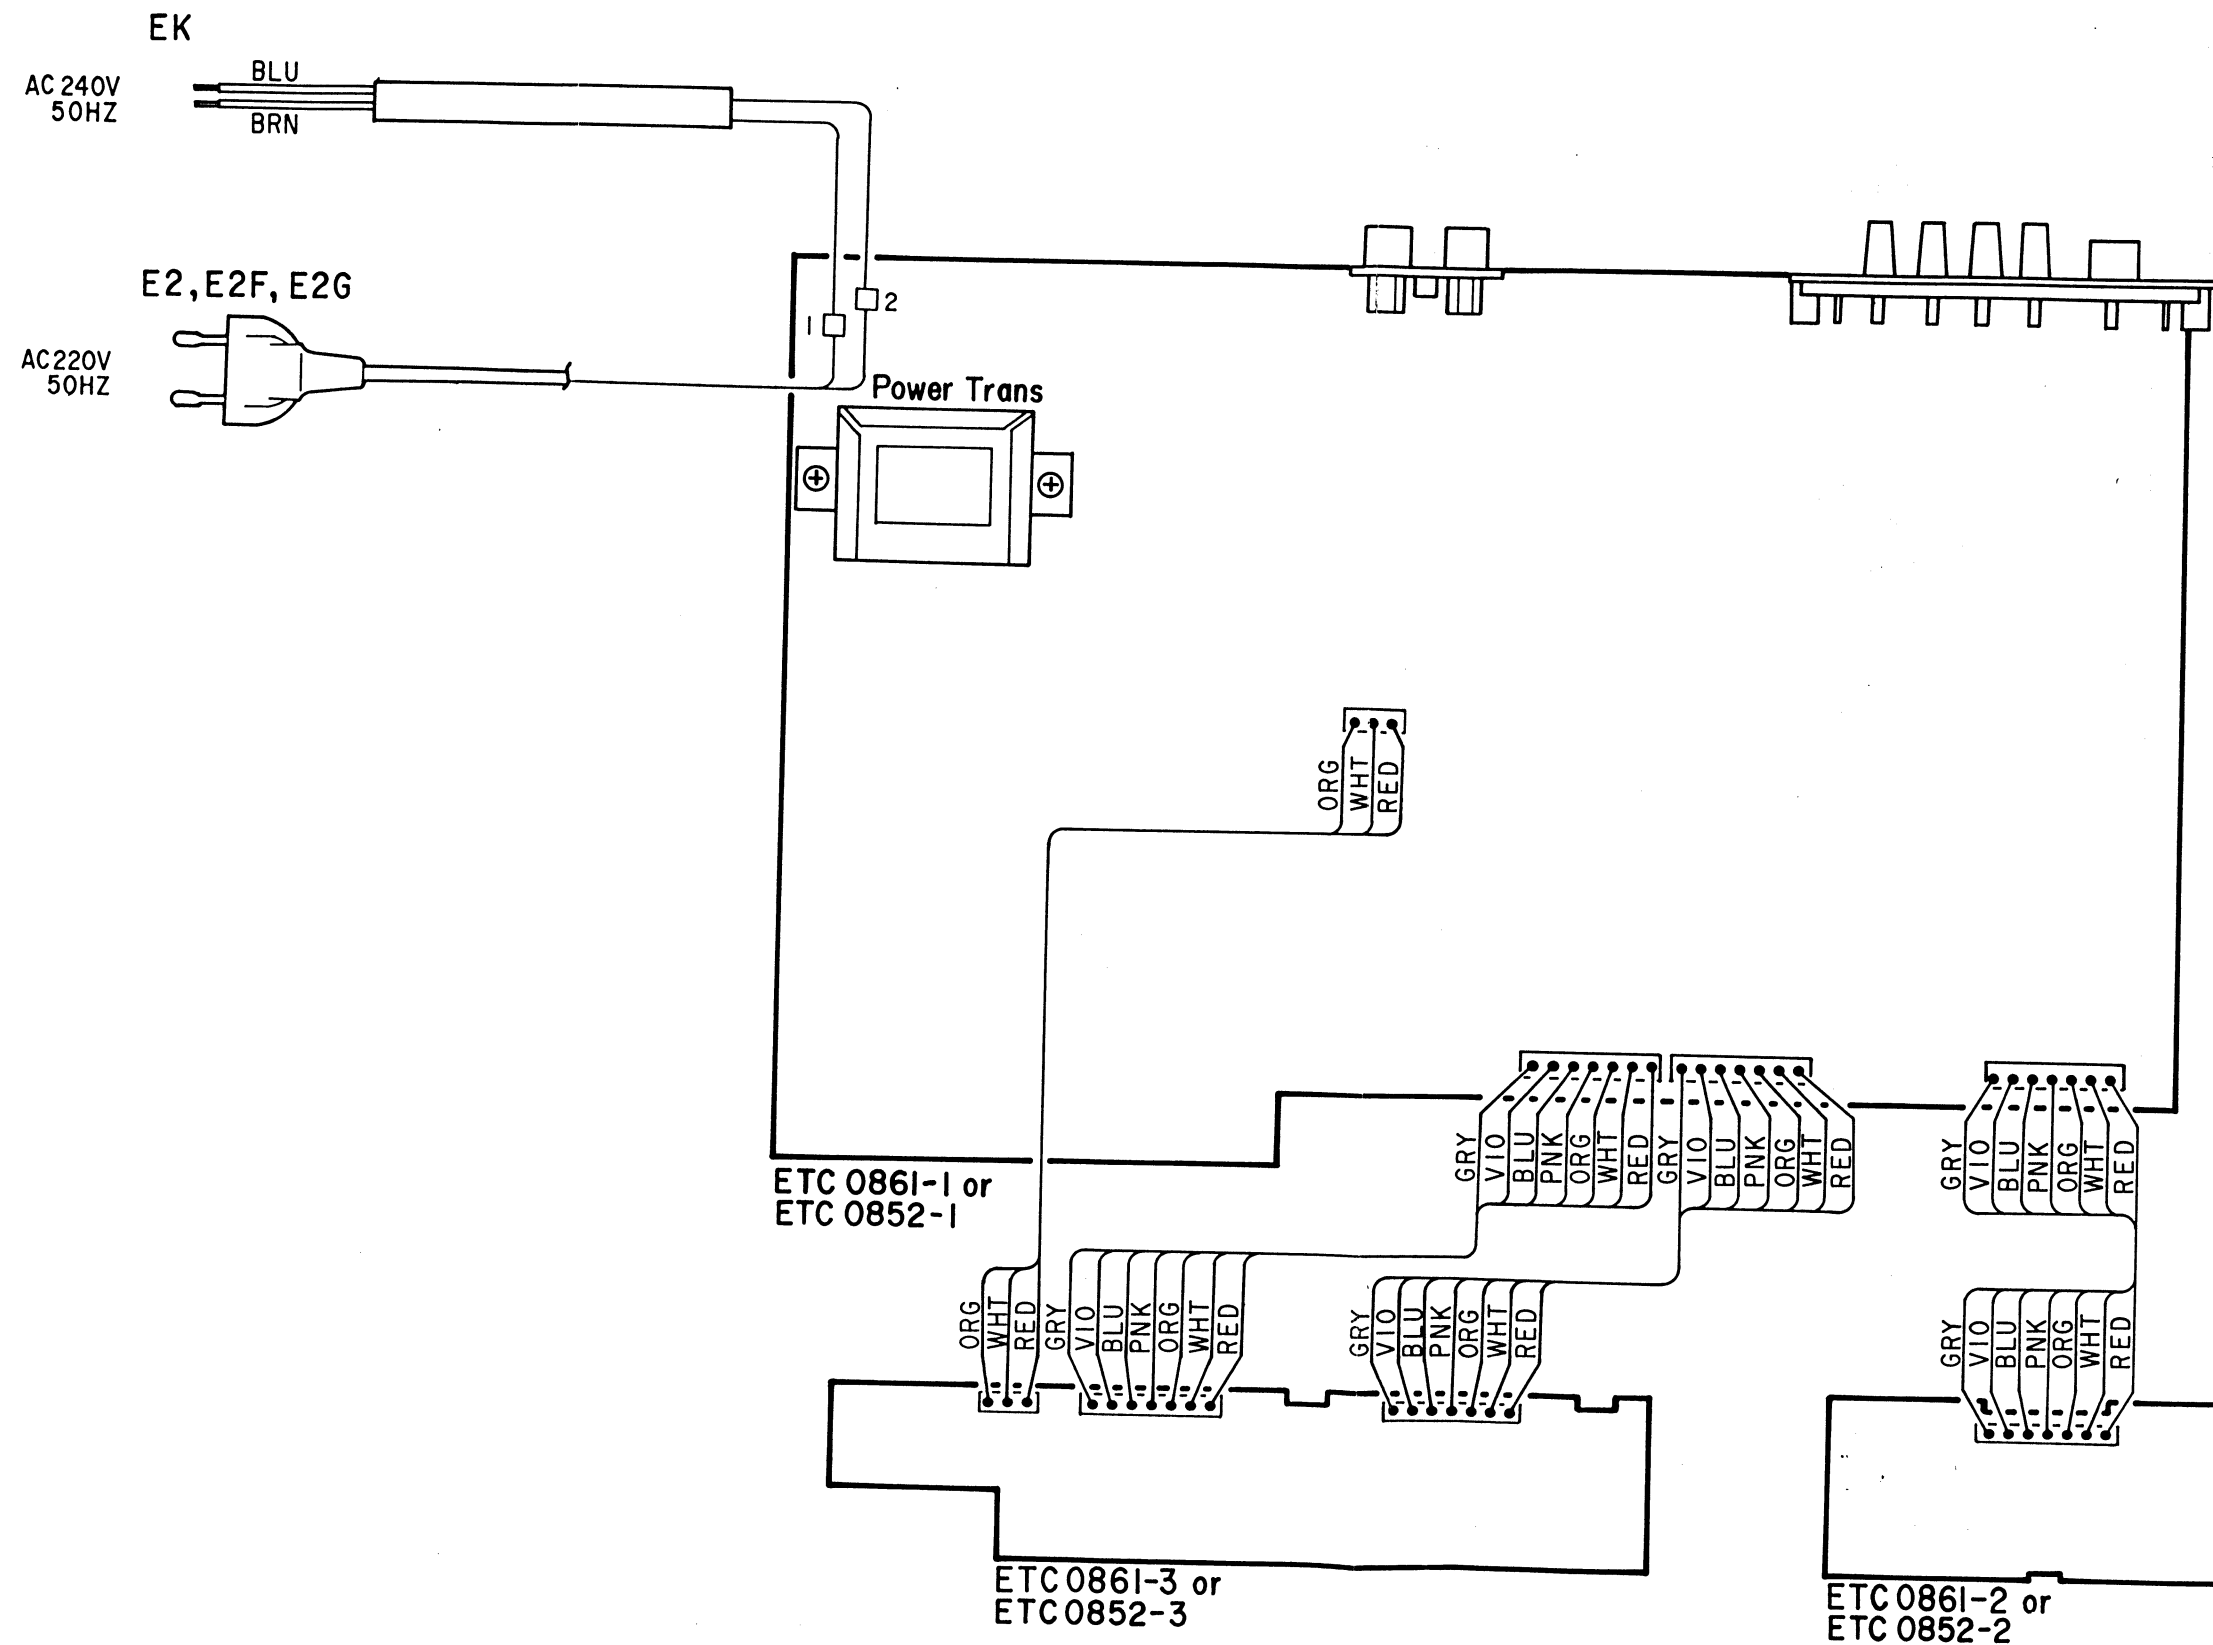 EK
AC 240V
50HZ
BLU
BRN
E2, E2F, E2G
AC 220V
50HZ
1
2
Power Trans
ORG
WHT
RED
GRY
VIO
BLU
PNK
ORG
WHT
RED
GRY
VIO
BLU
PNK
ORG
WHT
RED
GRY
VIO
BLU
PNK
ORG
WHT
RED
ETC 0861-1 or
ETC 0852-1
ORG
WHT
RED
GRY
VIO
BLU
PNK
ORG
WHT
RED
GRY
VIO
BLU
PNK
ORG
WHT
RED
GRY
VIO
BLU
PNK
ORG
WHT
RED
ETC 0861-3 or
ETC 0852-3
ETC 0861-2 or
ETC 0852-2